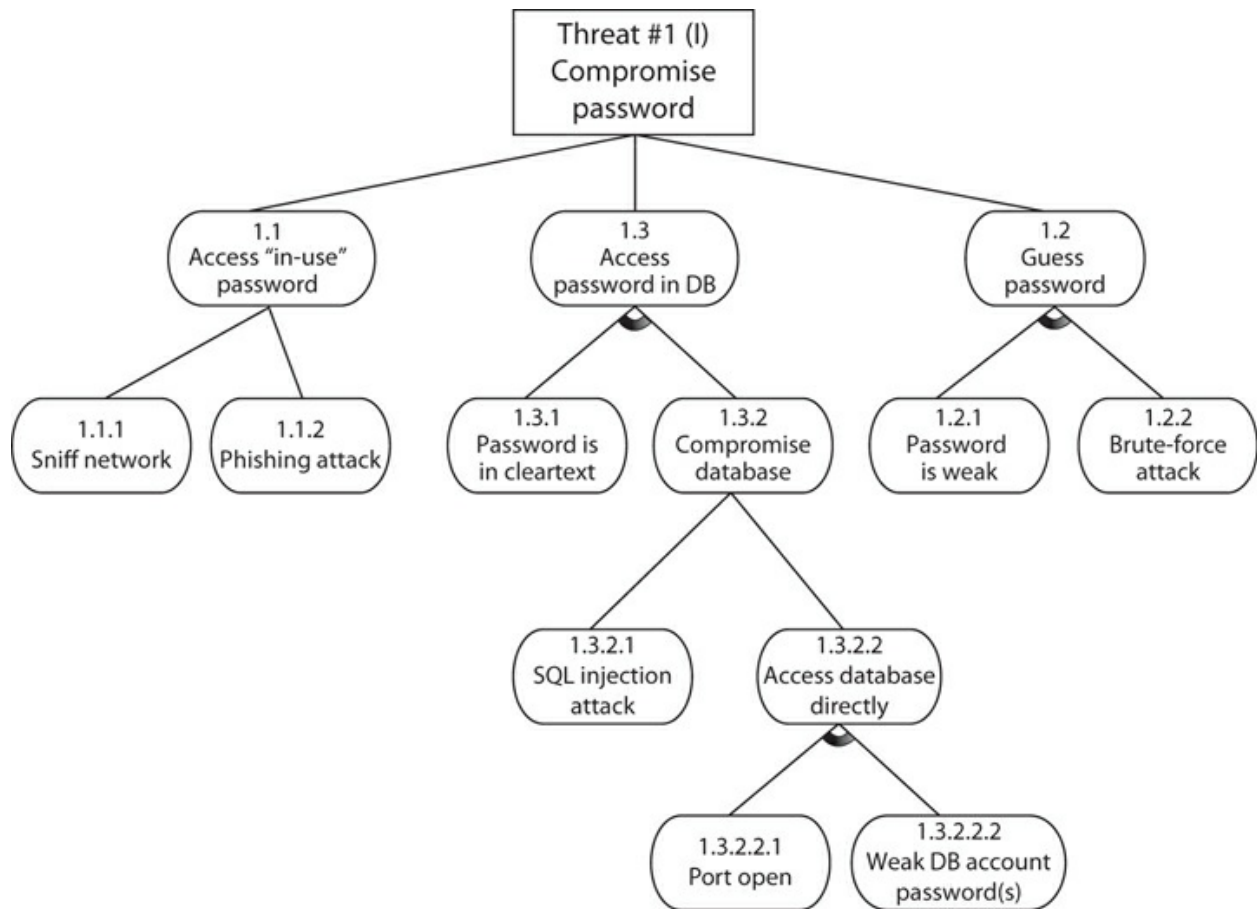 Threat #1 (I)
Compromise
password
1.1
Access “in-use”
password
1.3
Access
password in DB
1.2
Guess
password
1.1.1
Sniff network
1.1.2
Phishing attack
1.3.1
Password is
in cleartext
1.3.2
Compromise
database
1.2.1
Password
is weak
1.2.2
Brute-force
attack
1.3.2.1
SQL injection
attack
1.3.2.2
Access database
directly
1.3.2.2.1
Port open
1.3.2.2.2
Weak DB account
password(s)